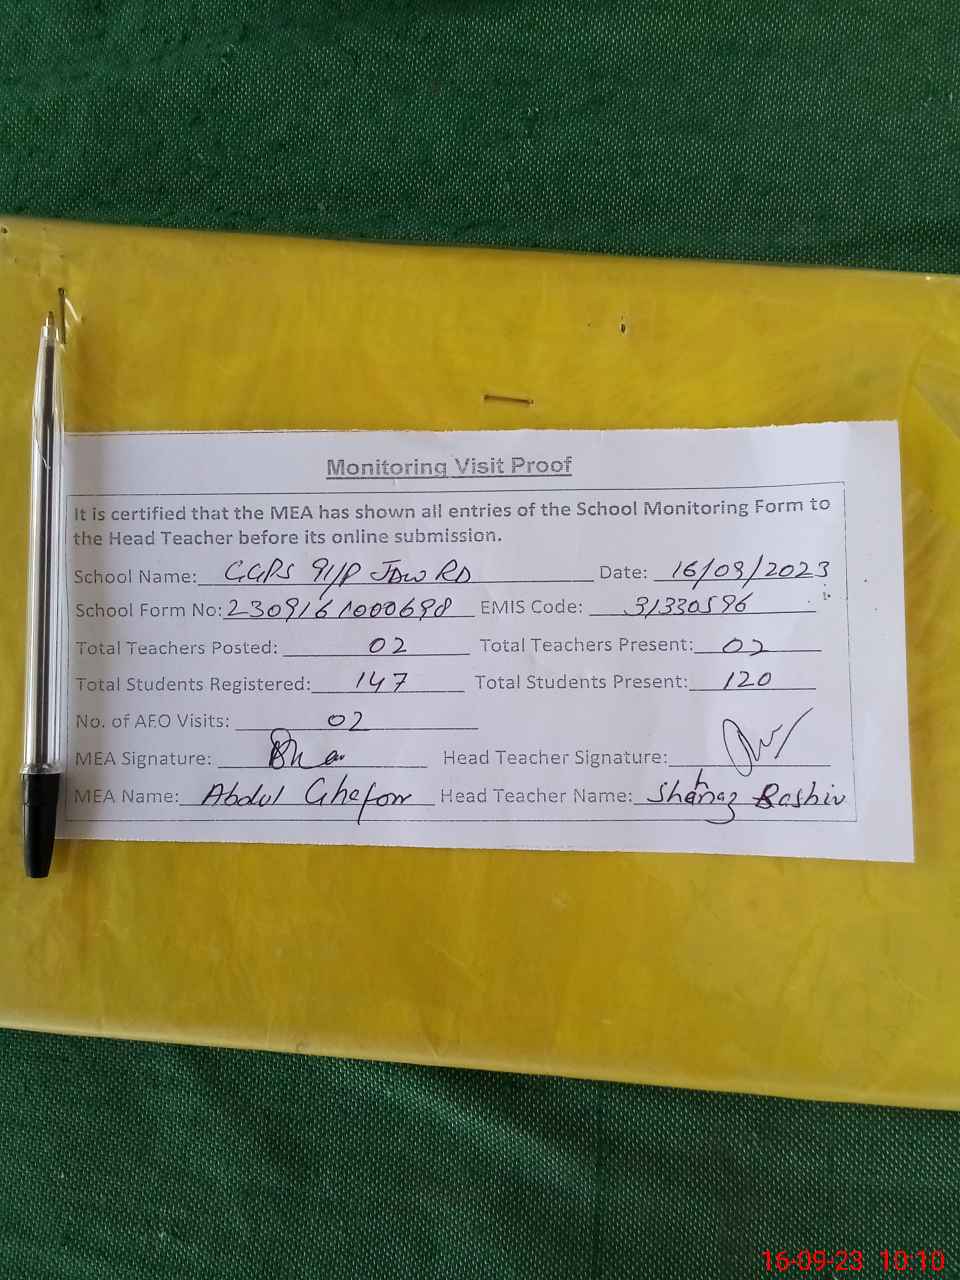 Monitoring Visit Proof
It is certified that the MEA has shown all entries of the School Monitoring Form to
the Head Teacher before its online submission.
School Name: GGPS 91/P JDW RD Date: 16/09/2023
School Form No: 2309161000698 EMIS Code: 31330596
Total Teachers Posted: 02 Total Teachers Present: 02
Total Students Registered: 147 Total Students Present: 120
No. of AEO Visits: 02
MEA Signature: Head Teacher Signature:
MEA Name: Abdul Ghafoor Head Teacher Name: Shahnaz Bashir
16-09-23 10:10